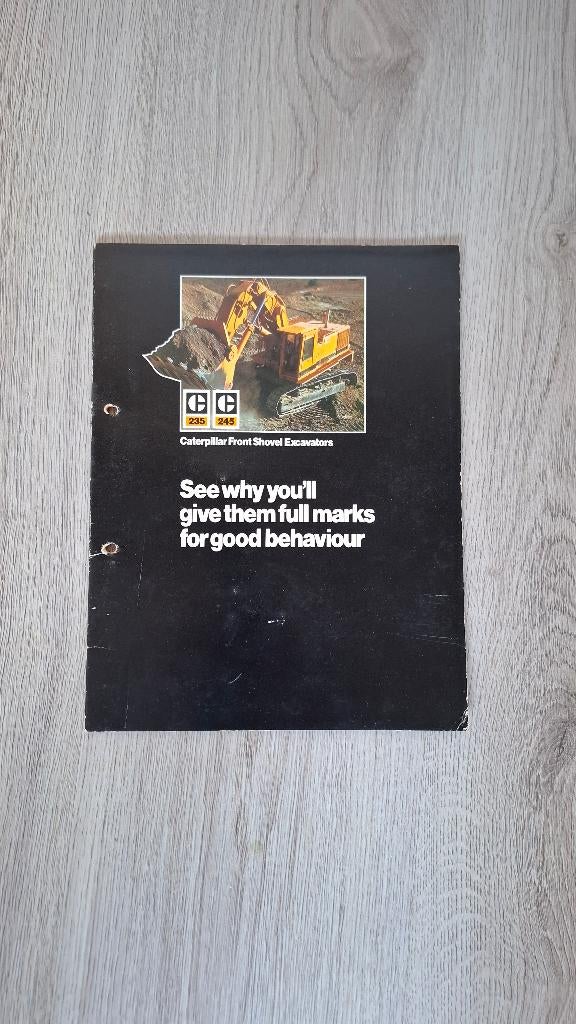 235 245
Caterpillar Front Shovel Excavators
See why you'll
give them full marks
for good behaviour